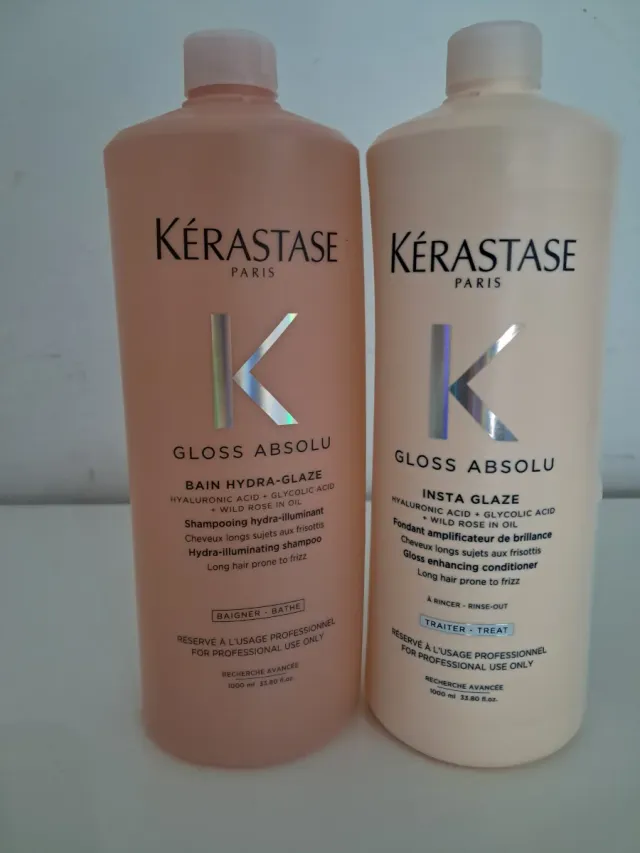 KÉRASTASE
PARIS
K
GLOSS ABSOLU
BAIN HYDRA-GLAZE
HYALURONIC ACID + GLYCOLIC ACID
+ WILD ROSE IN OIL
Shampooing hydra-illuminant
Cheveux longs sujets aux frisottis
Hydra-illuminating shampoo
Long hair prone to frizz
BAIGNER - BATHE
RÉSERVÉ À L'USAGE PROFESSIONNEL
FOR PROFESSIONAL USE ONLY
RECHERCHE AVANCÉE
1000 ml 33.80 fl.oz.
KÉRASTASE
PARIS
K
GLOSS ABSOLU
INSTA GLAZE
HYALURONIC ACID + GLYCOLIC ACID
+ WILD ROSE IN OIL
Fondant amplificateur de brillance
Cheveux longs sujets aux frisottis
Gloss enhancing conditioner
Long hair prone to frizz
À RINCER - RINSE-OUT
TRAITER - TREAT
RÉSERVÉ À L'USAGE PROFESSIONNEL
FOR PROFESSIONAL USE ONLY
RECHERCHE AVANCÉE
1000 ml 33.80 fl.oz.